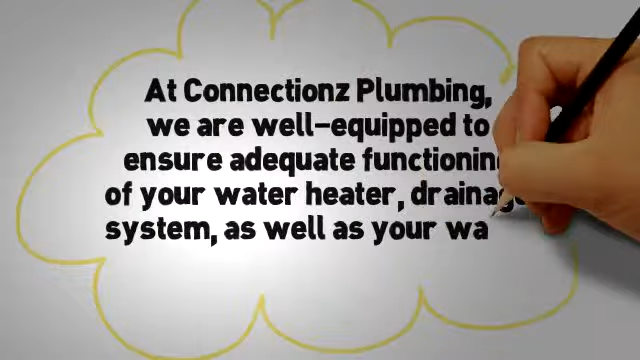 At Connectionz Plumbing,
we are well-equipped to
ensure adequate functionin
of your water heater, drainage
system, as well as your wa